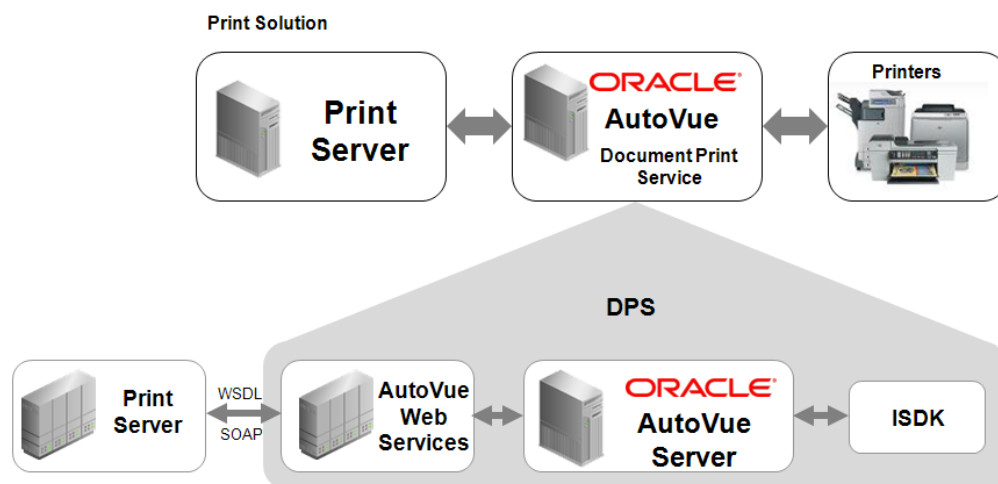 Print Solution
Print
Server
ORACLE®
AutoVue
Document Print
Service
Printers
DPS
Print
Server
WSDL
SOAP
AutoVue
Web
Services
ORACLE®
AutoVue
Server
ISDK